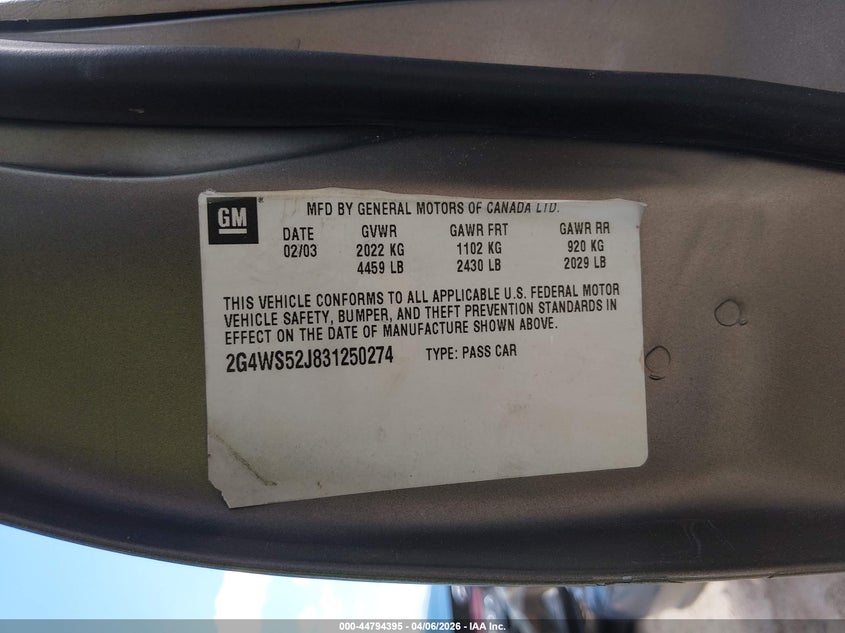 GM
MFD BY GENERAL MOTORS OF CANADA LTD.
DATE GVWR GAWR FRT GAWR RR
02/03 2022 KG 1102 KG 920 KG
4459 LB 2430 LB 2029 LB
THIS VEHICLE CONFORMS TO ALL APPLICABLE U.S. FEDERAL MOTOR
VEHICLE SAFETY, BUMPER, AND THEFT PREVENTION STANDARDS IN
EFFECT ON THE DATE OF MANUFACTURE SHOWN ABOVE.
2G4WS52J831250274 TYPE: PASS CAR
000-44794395 - 04/06/2026 - IAA, Inc.